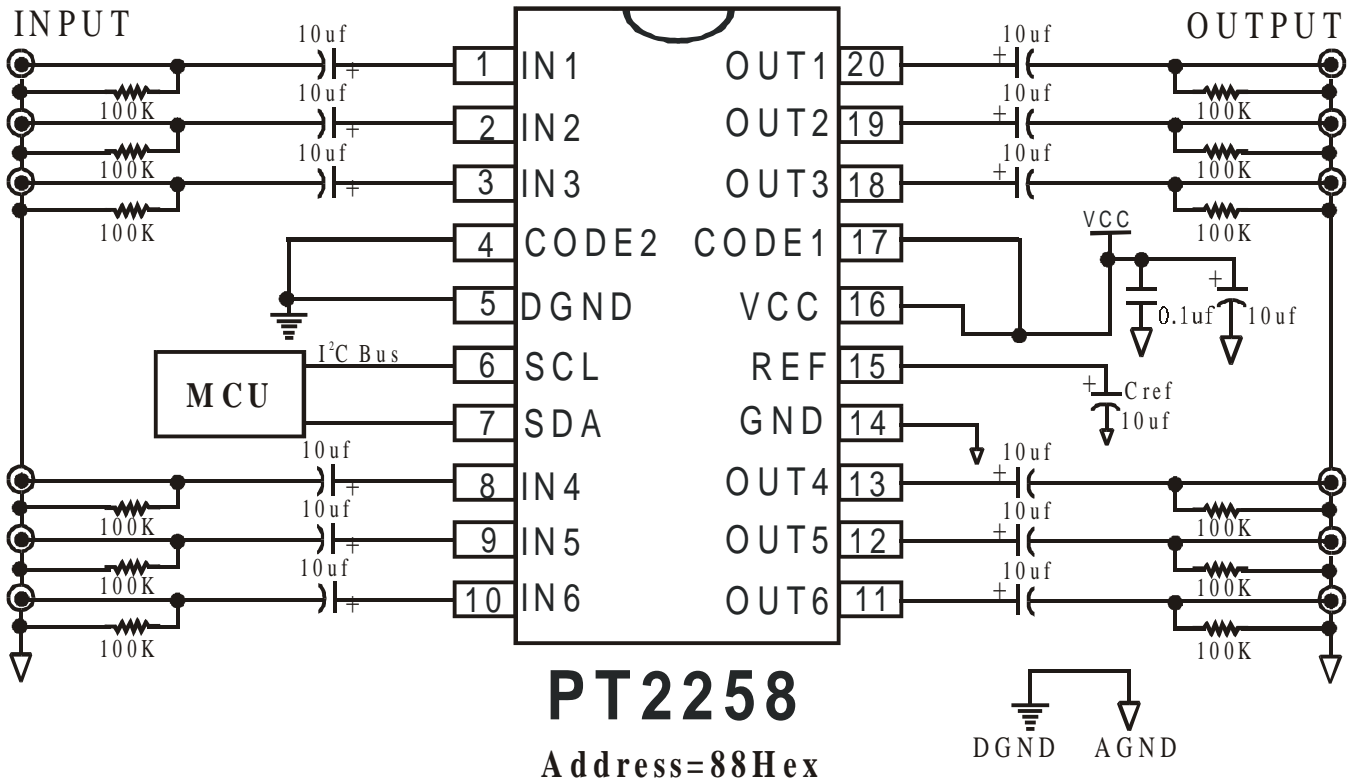 INPUT
OUTPUT
10uf
10uf
1 IN1
OUT1 20
100K
100K
10uf
10uf
2 IN2
OUT2 19
100K
100K
10uf
10uf
3 IN3
OUT3 18
100K
100K
VCC
4 CODE2
CODE1 17
5 DGND
VCC 16
0.1uf
10uf
I²C Bus
MCU
6 SCL
REF 15
Cref
10uf
7 SDA
GND 14
10uf
10uf
8 IN4
OUT4 13
100K
100K
10uf
10uf
9 IN5
OUT5 12
100K
100K
10uf
10uf
10 IN6
OUT6 11
100K
100K
PT2258
DGND AGND
Address=88Hex